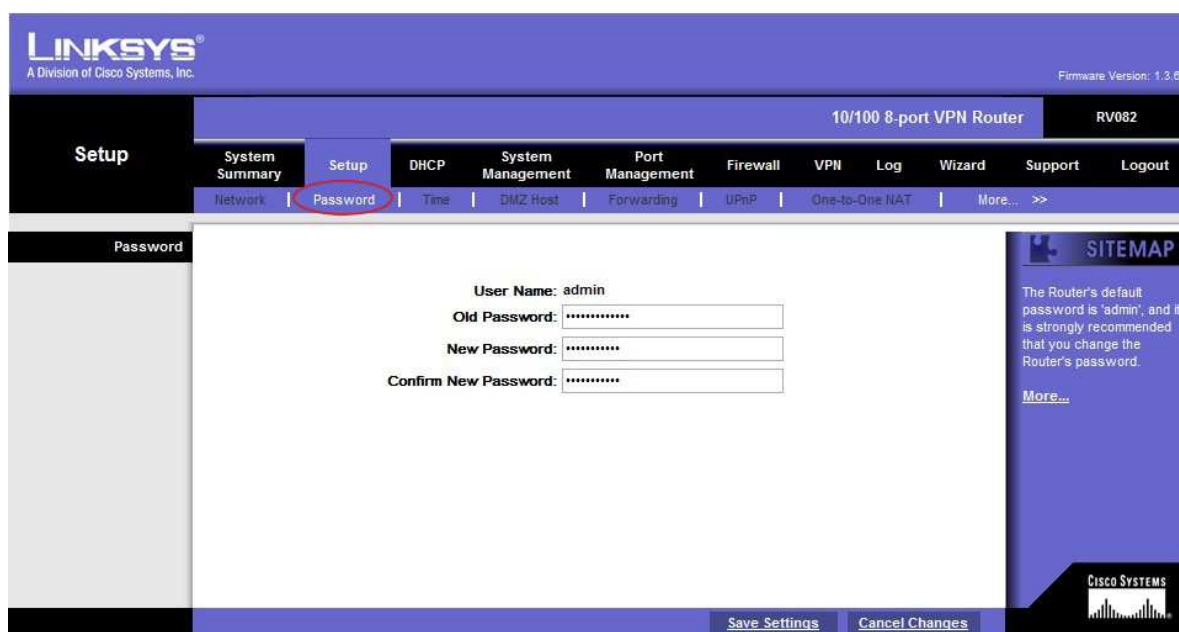 LINKSYS®
A Division of Cisco Systems, Inc.
Firmware Version: 1.3.6
10/100 8-port VPN Router
RV082
Setup
System Summary
Setup
DHCP
System Management
Port Management
Firewall
VPN
Log
Wizard
Support
Logout
Network | Password | Time | DMZ Host | Forwarding | UPnP | One-to-One NAT | More... >>
Password
SITEMAP
User Name: admin
Old Password: •••••••••••••
New Password: •••••••••••
Confirm New Password: •••••••••••
The Router's default
password is 'admin', and
is strongly recommended
that you change the
Router's password.
More...
CISCO SYSTEMS
Save Settings
Cancel Changes